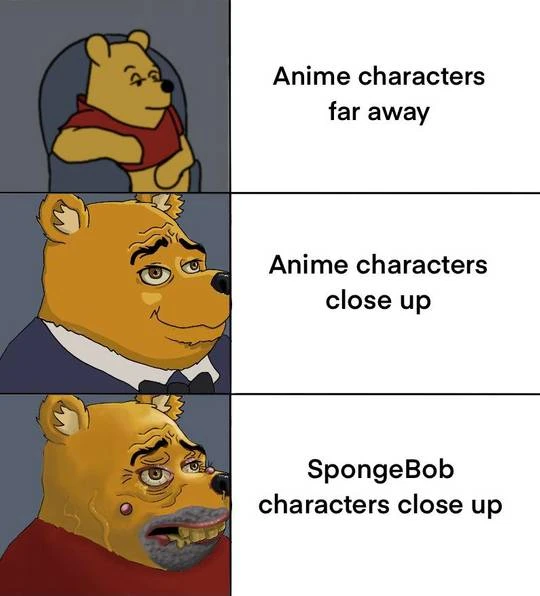 Anime characters
far away
Anime characters
close up
SpongeBob
characters close up